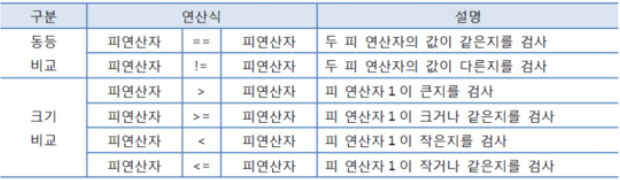 구분 연산식 설명
동등 비교 피연산자 == 피연산자 두 피 연산자의 값이 같은지를 검사
피연산자 != 피연산자 두 피 연산자의 값이 다른지를 검사
크기 비교 피연산자 > 피연산자 피 연산자1이 큰지를 검사
피연산자 >= 피연산자 피 연산자1이 크거나 같은지를 검사
피연산자 < 피연산자 피 연산자1이 작은지를 검사
피연산자 <= 피연산자 피 연산자1이 작거나 같은지를 검사